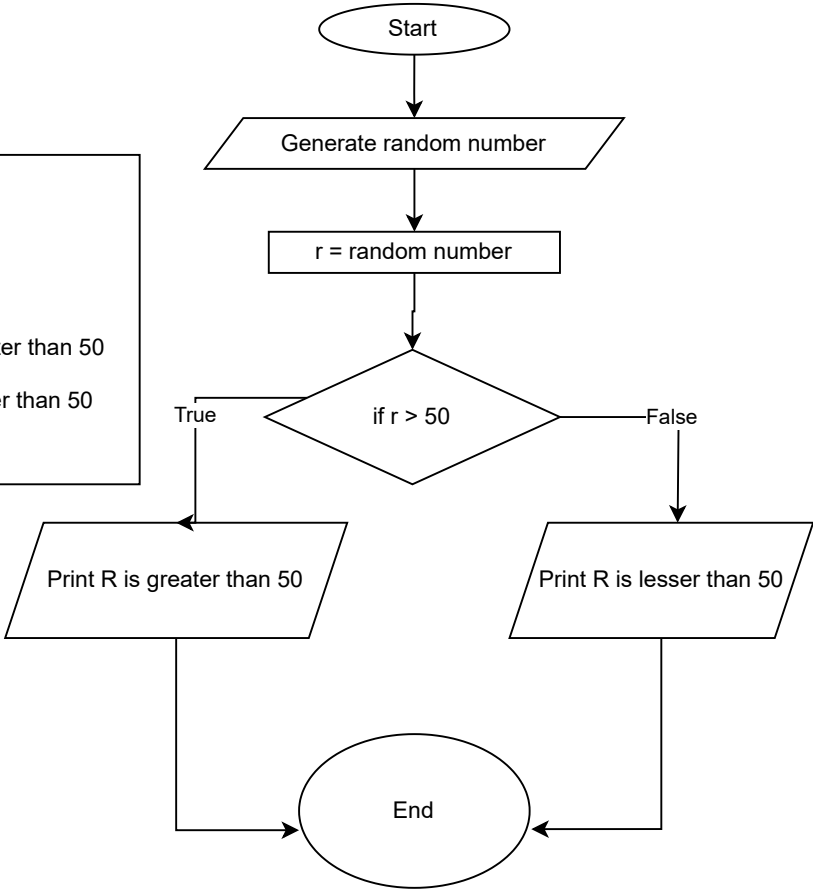 Start
Generate random number
r = random number
than 50
than 50
if r > 50
True
False
Print R is greater than 50
Print R is lesser than 50
End